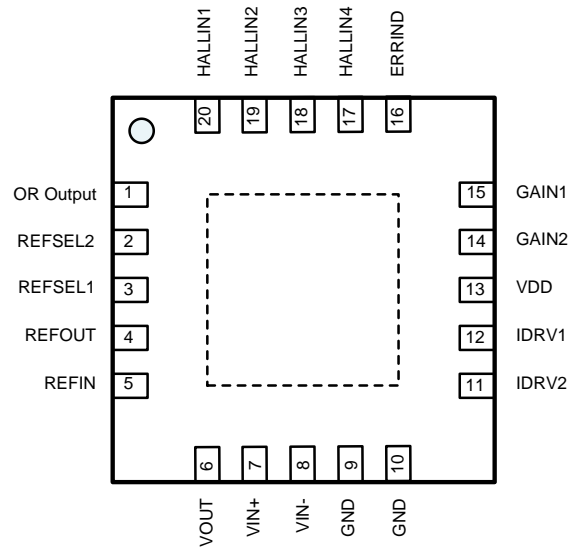 HALLIN1
HALLIN2
HALLIN3
HALLIN4
ERRIND
20
19
18
17
16
OR Output
1
15
GAIN1
REFSEL2
2
14
GAIN2
REFSEL1
3
13
VDD
REFOUT
4
12
IDRV1
REFIN
5
11
IDRV2
6
7
8
9
10
VOUT
VIN+
VIN-
GND
GND